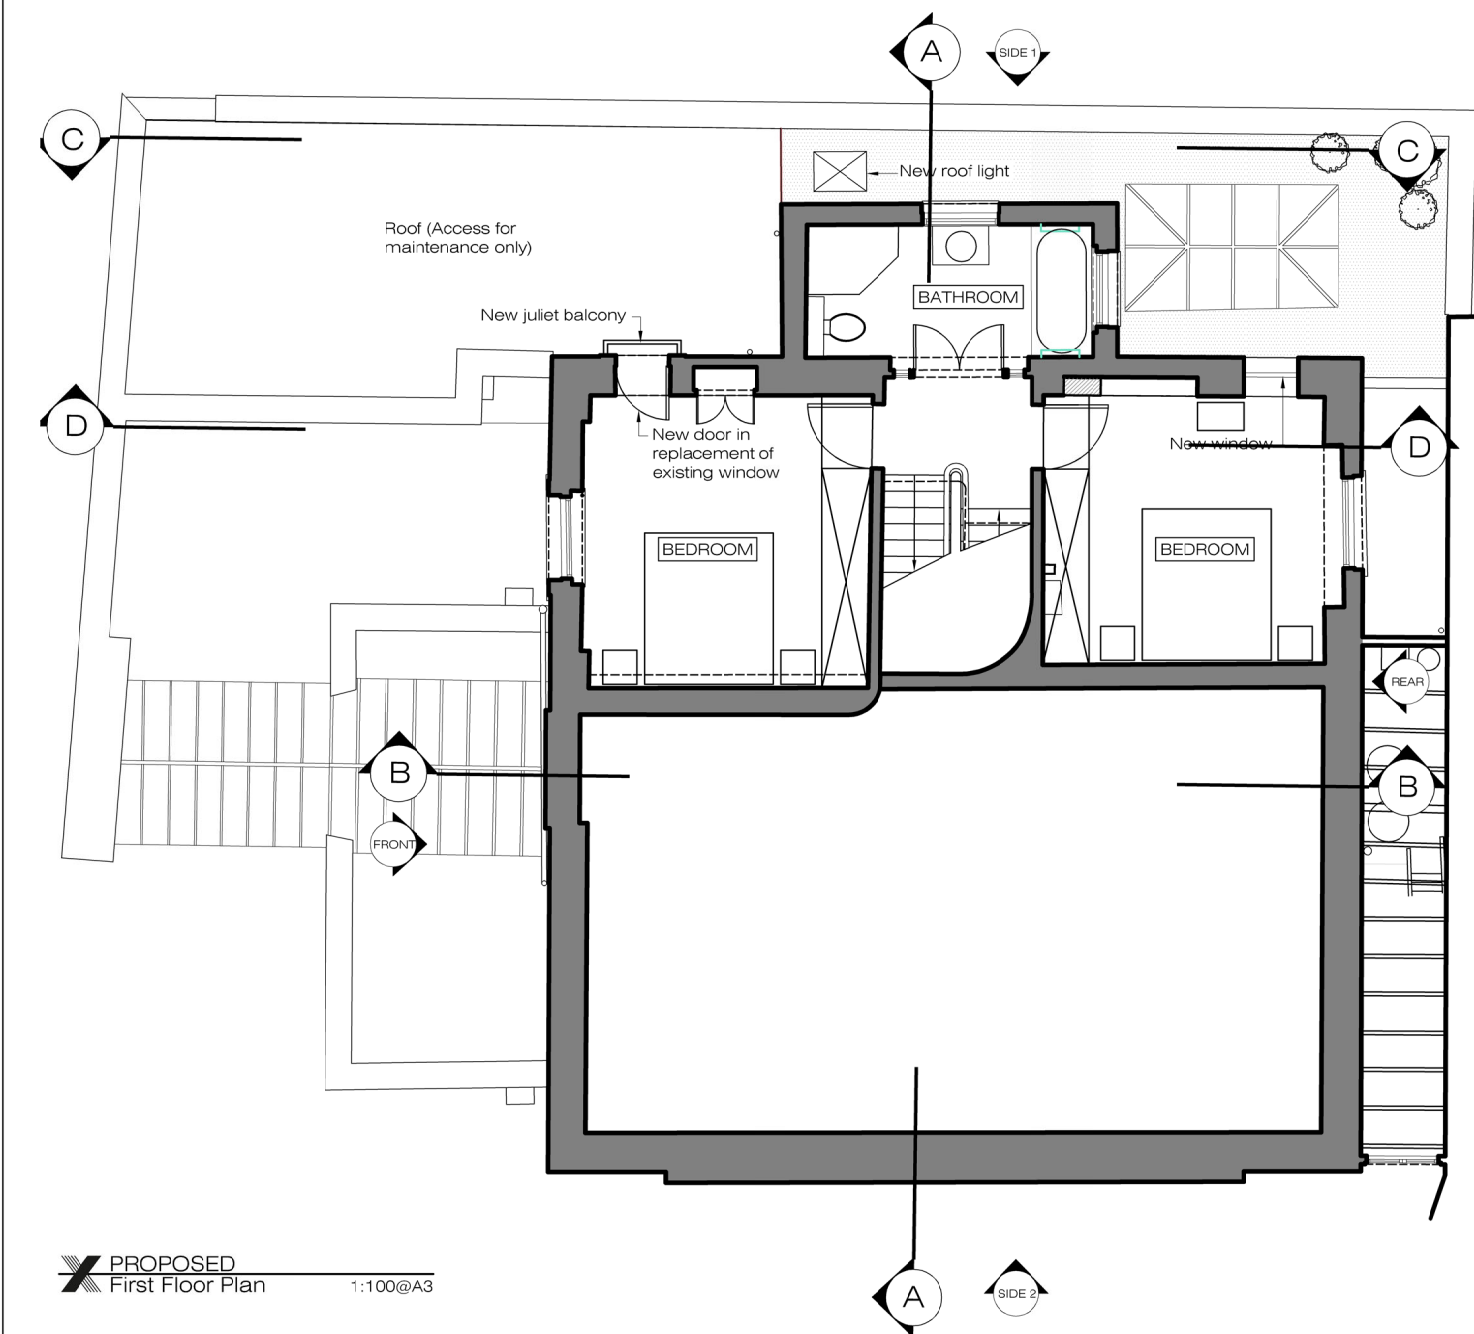 A
SIDE 1
C
C
New roof light
Roof (Access for
maintenance only)
BATHROOM
New juliet balcony
D
New door in
replacement of
existing window
New window
D
BEDROOM
BEDROOM
REAR
B
B
FRONT
PROPOSED
First Floor Plan
1:100@A3
A
SIDE 2